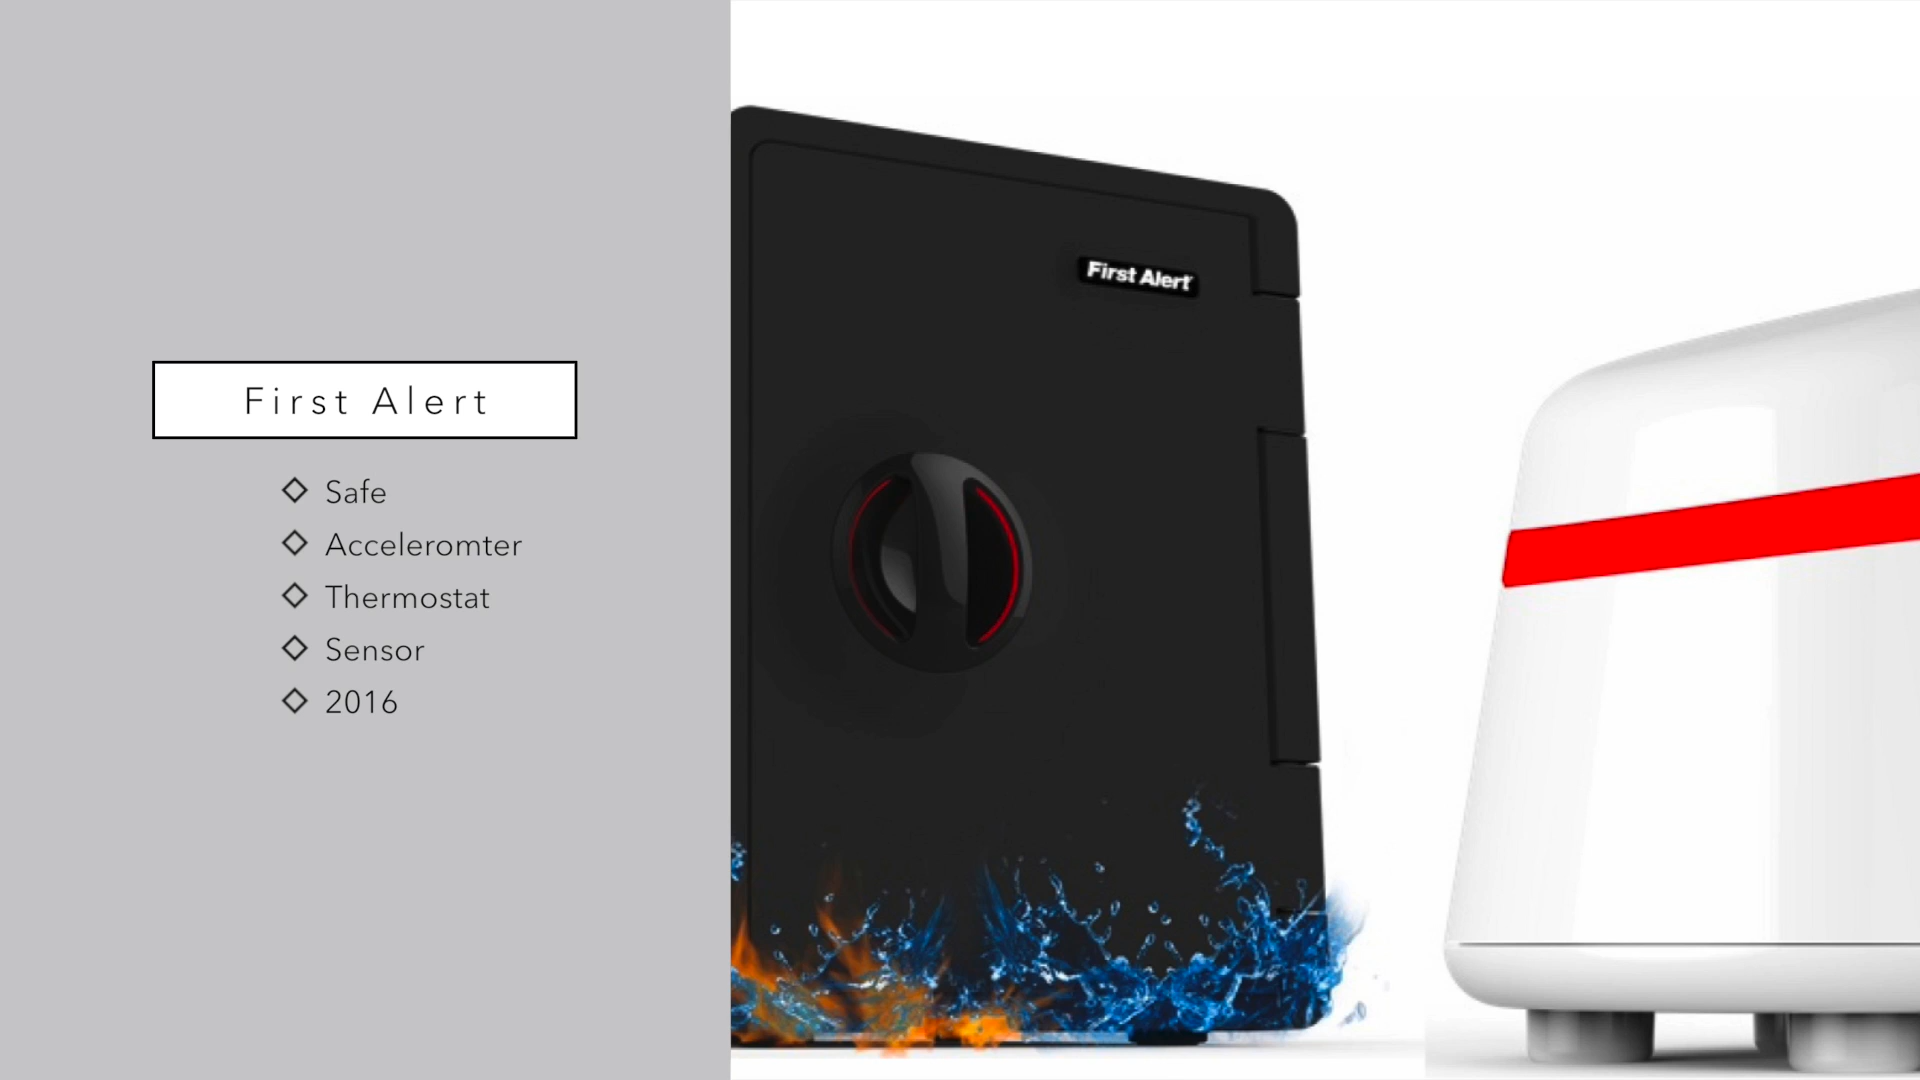 First Alert
Safe
Acceleromter
Thermostat
Sensor
2016
First Alert